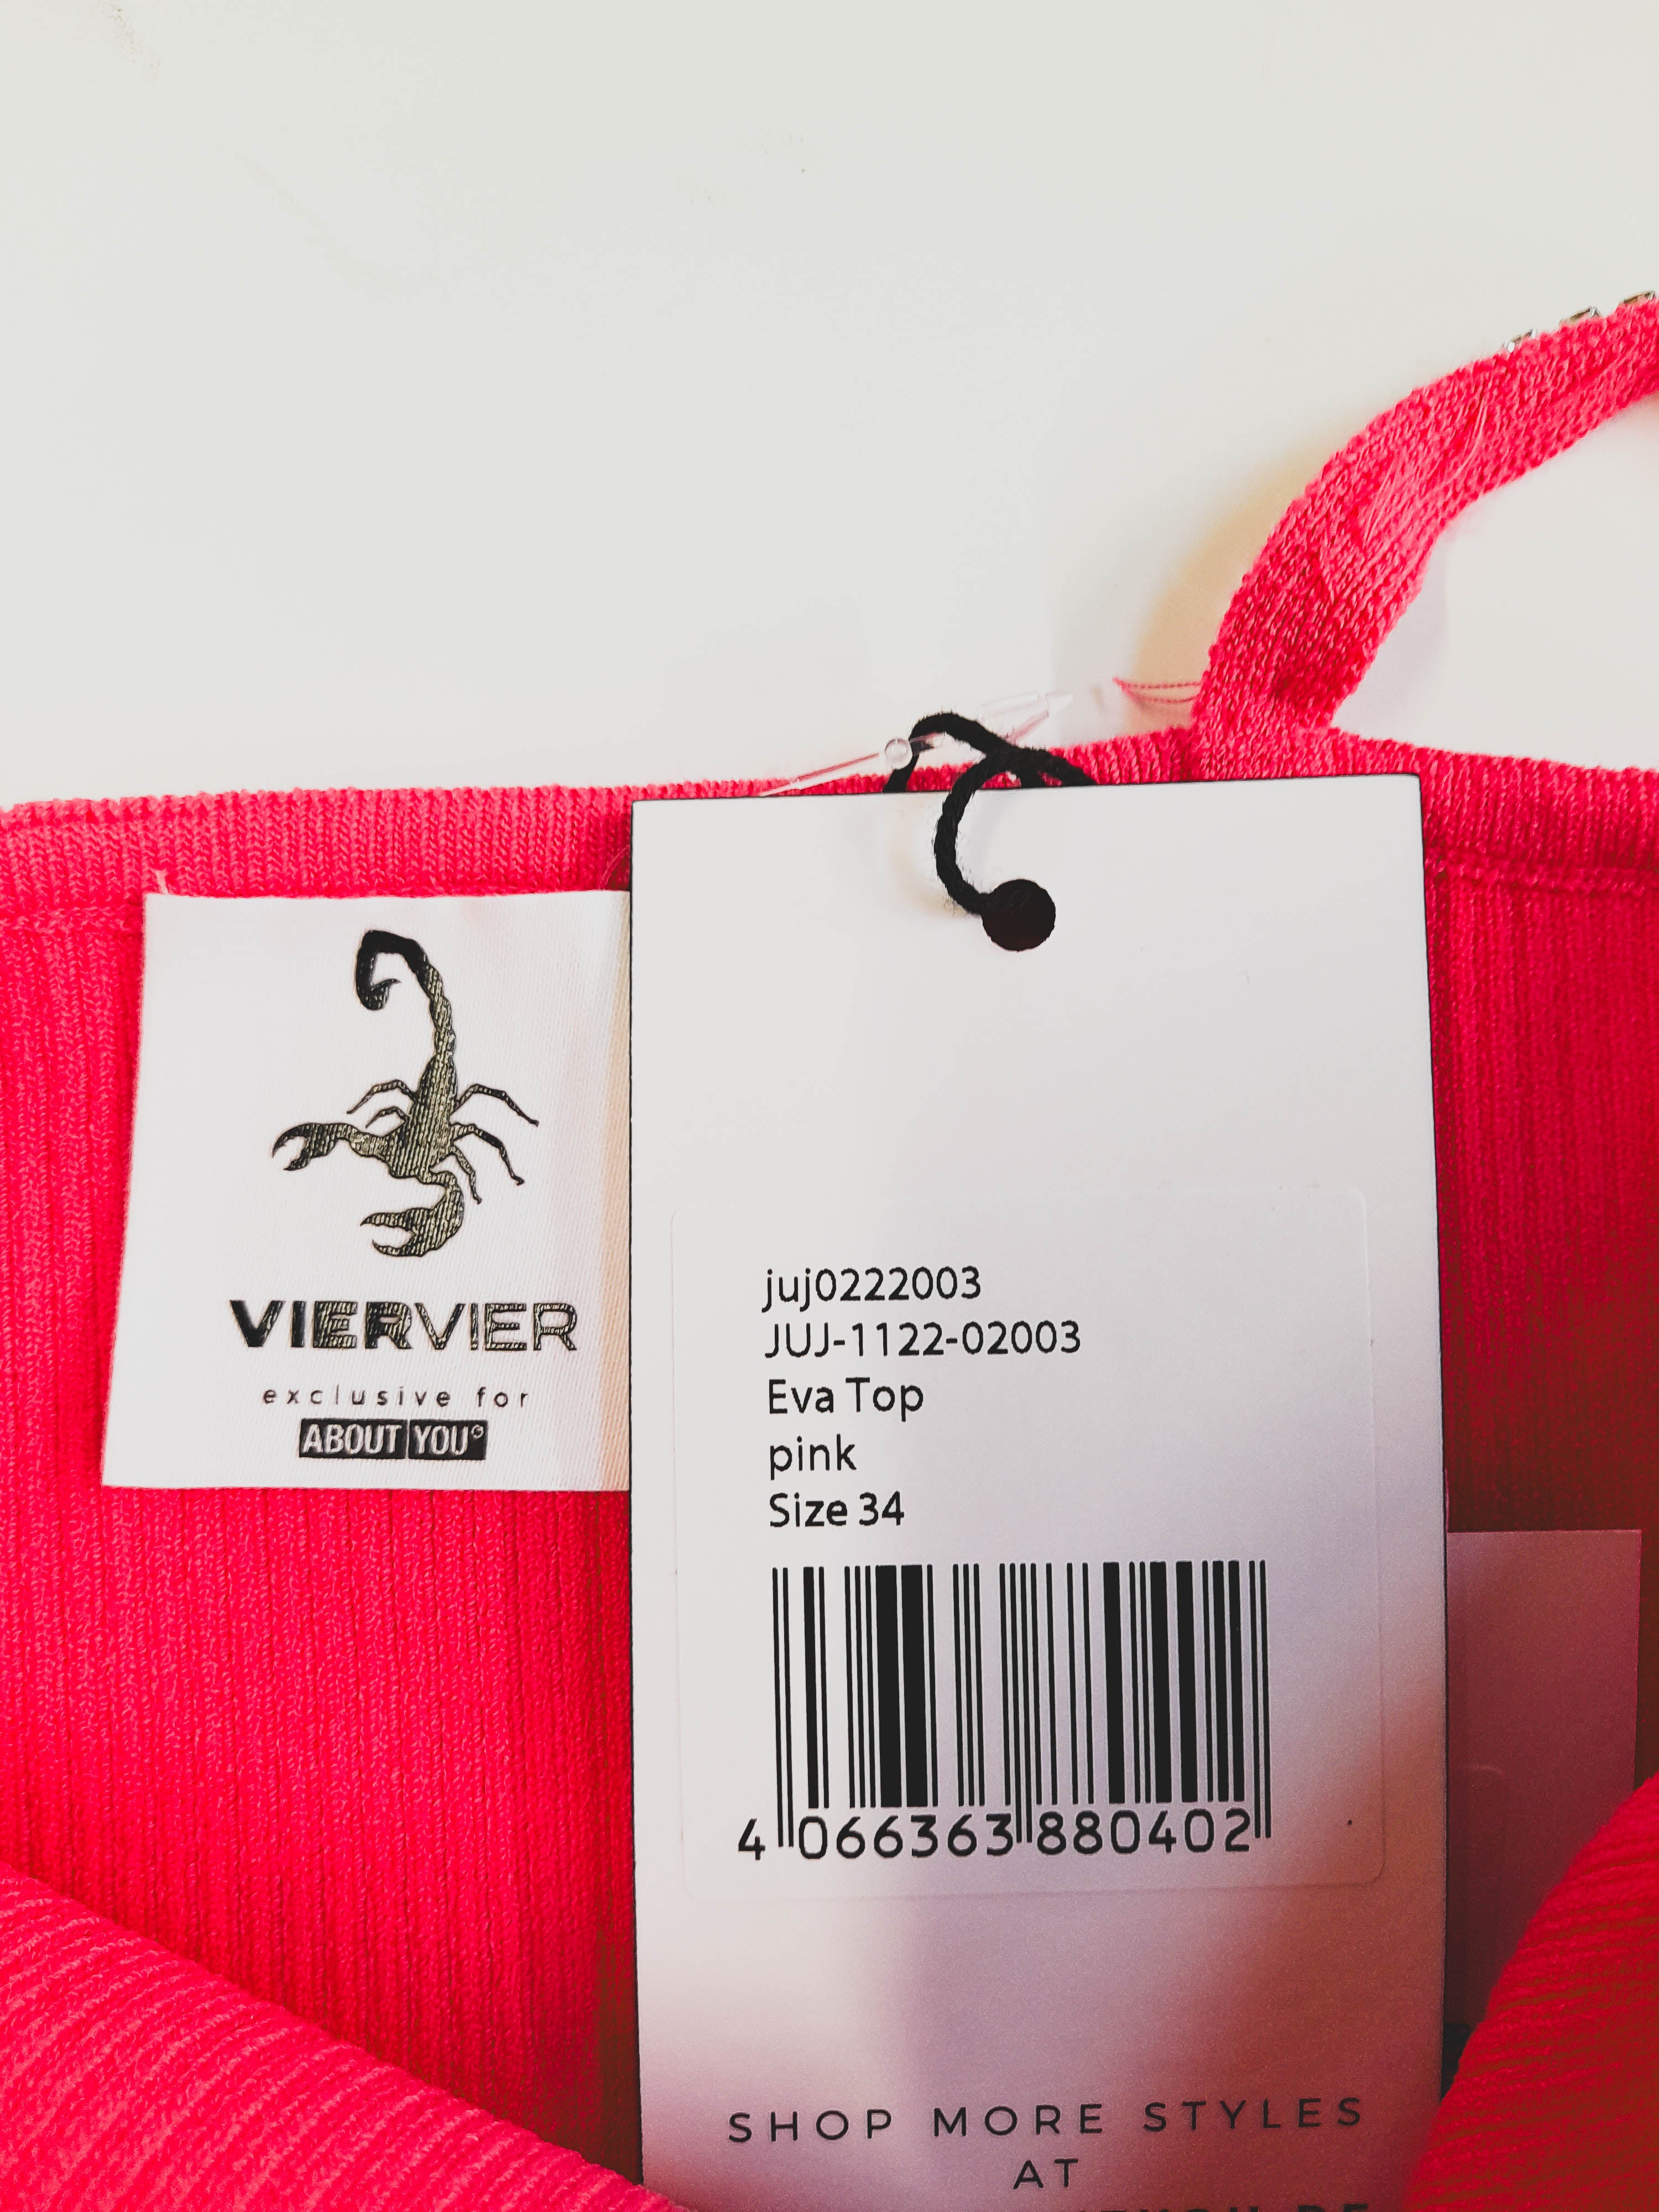 VIERVIER
exclusive for
ABOUT YOU°
juj0222003
JUJ-1122-02003
Eva Top
pink
Size 34
4 066363 880402
SHOP MORE STYLES
AT